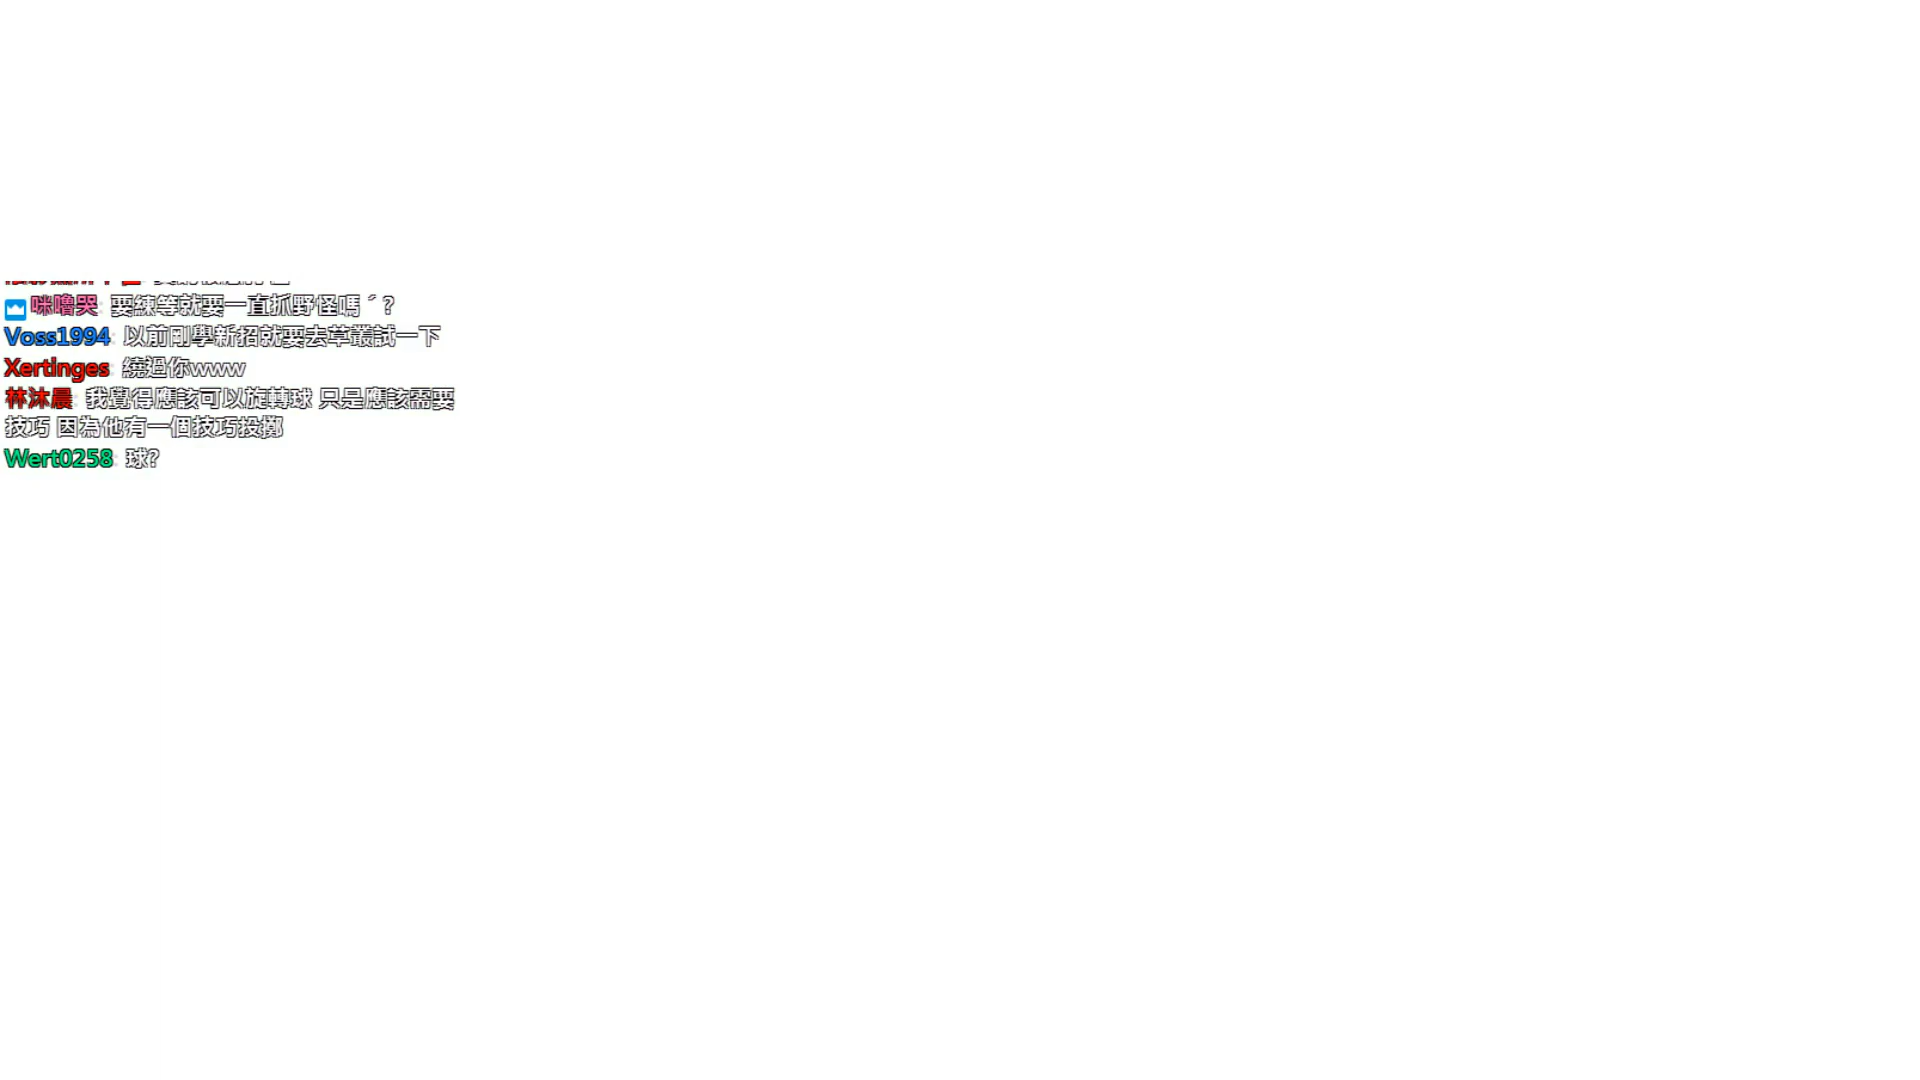 咪嚕哭: 要練等就要一直抓野怪嗎ˊ?
Voss1994: 以前剛學新招就要去草叢試一下
Xertinges: 繞過你www
林沐晨: 我覺得應該可以旋轉球 只是應該需要
技巧 因為他有一個技巧投擲
Wert0258: 球?